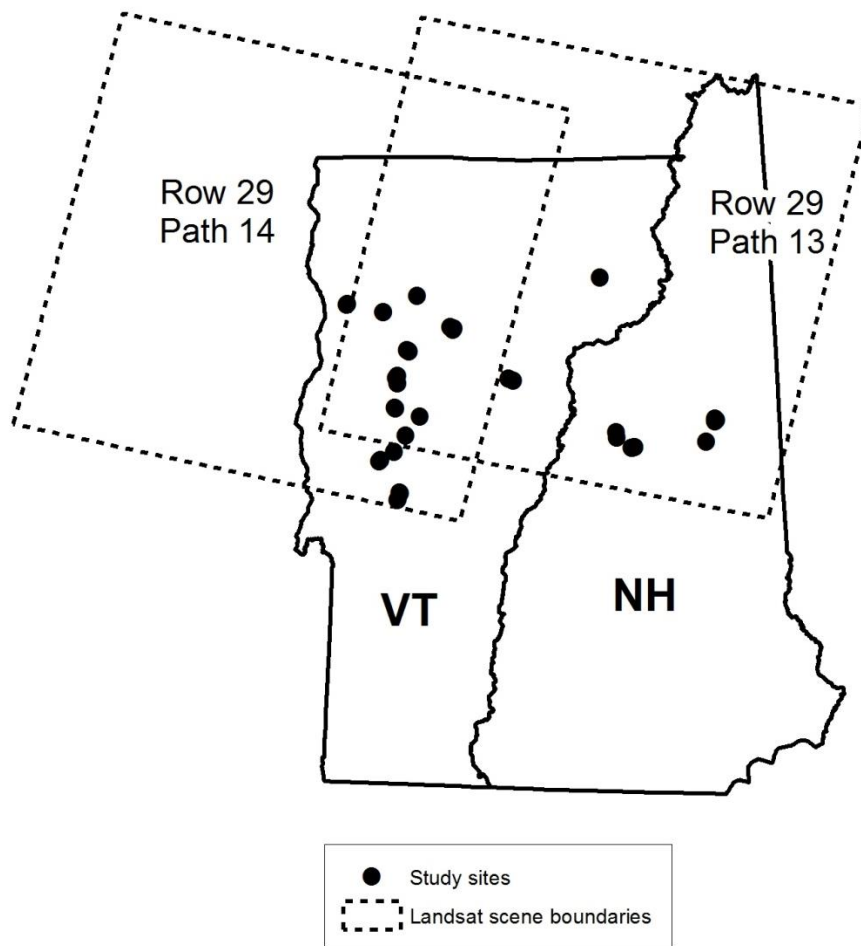 Row 29
Path 14
Row 29
Path 13
VT
NH
Study sites
Landsat scene boundaries